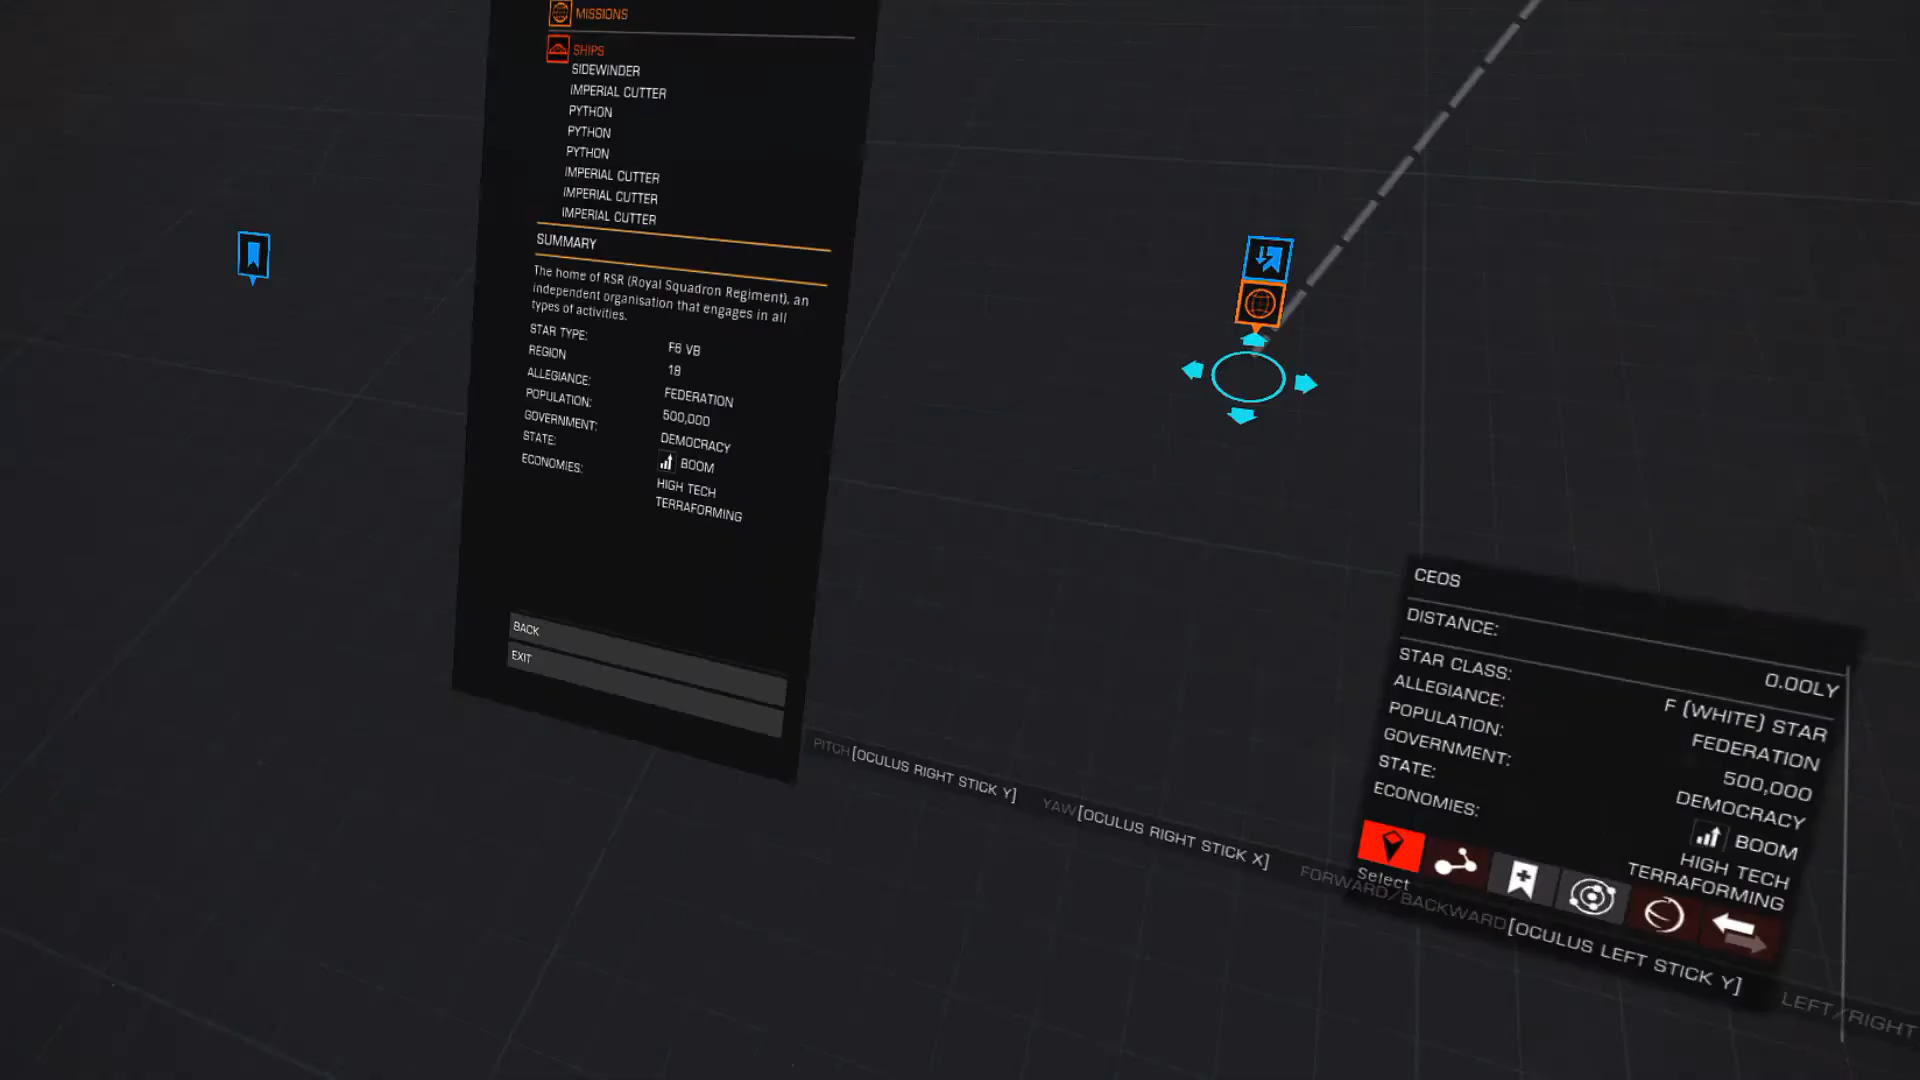 MISSIONS
SHIPS
SIDEWINDER
IMPERIAL CUTTER
PYTHON
PYTHON
PYTHON
IMPERIAL CUTTER
IMPERIAL CUTTER
IMPERIAL CUTTER
SUMMARY
The home of RSR (Royal Squadron Regiment), an
independent organisation that engages in all
types of activities.
STAR TYPE: F6 VB
REGION 18
ALLEGIANCE: FEDERATION
POPULATION: 500,000
GOVERNMENT: DEMOCRACY
STATE: BOOM
ECONOMIES: HIGH TECH
TERRAFORMING
BACK
EXIT
CEOS
DISTANCE: 0.00LY
STAR CLASS: F (WHITE) STAR
ALLEGIANCE: FEDERATION
POPULATION: 500,000
GOVERNMENT: DEMOCRACY
STATE: BOOM
ECONOMIES: HIGH TECH
TERRAFORMING
Select
PITCH[OCULUS RIGHT STICK Y] YAW[OCULUS RIGHT STICK X] FORWARD/BACKWARD[OCULUS LEFT STICK Y] LEFT/RIGHT